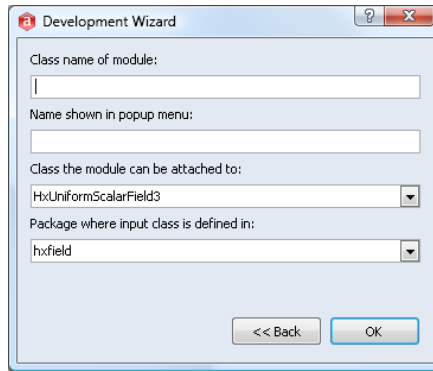 Development Wizard
Class name of module:
Name shown in popup menu:
Class the module can be attached to:
HxUniformScalarField3
Package where input class is defined in:
hxfield
<< Back OK